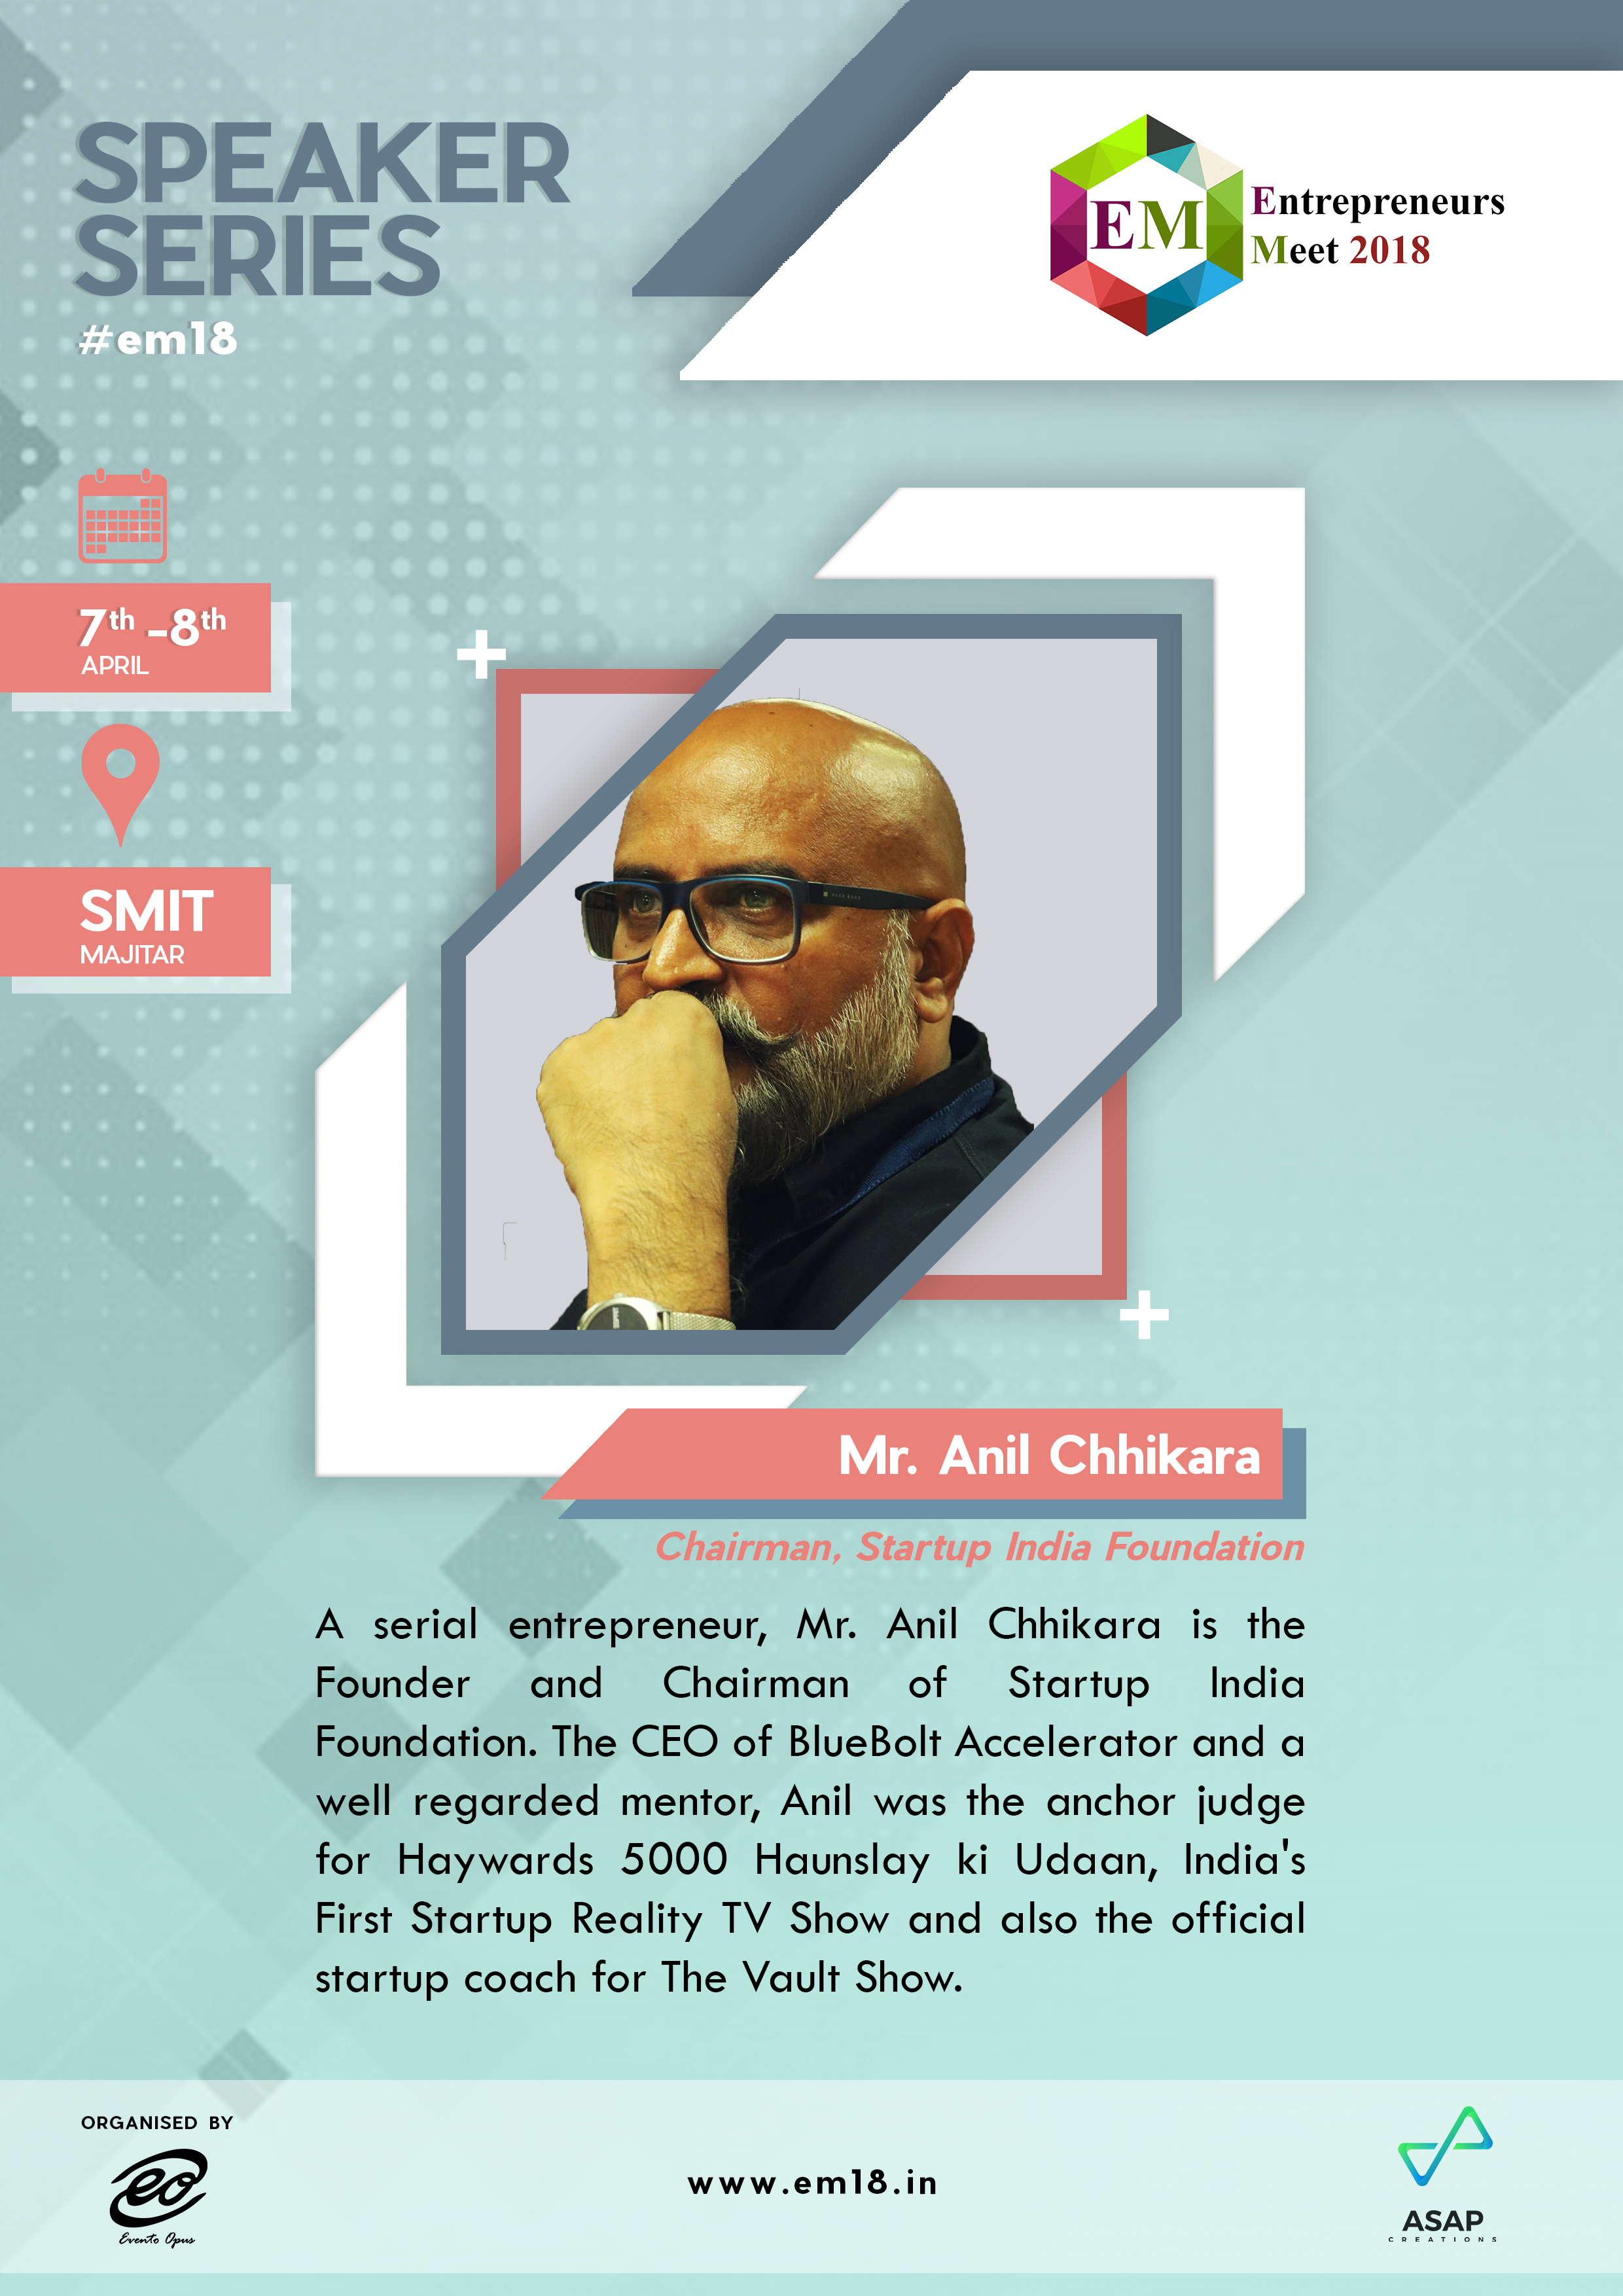 SPEAKER
SERIES
#em18
EM
Entrepreneurs
Meet 2018
7th -8th
APRIL
SMIT
MAJITAR
Mr. Anil Chhikara
Chairman, Startup India Foundation
A serial entrepreneur, Mr. Anil Chhikara is the
Founder and Chairman of Startup India
Foundation. The CEO of BlueBolt Accelerator and a
well regarded mentor, Anil was the anchor judge
for Haywards 5000 Haunslay ki Udaan, India's
First Startup Reality TV Show and also the official
startup coach for The Vault Show.
ORGANISED BY
eo
Evento Opus
www.em18.in
ASAP
CREATIONS